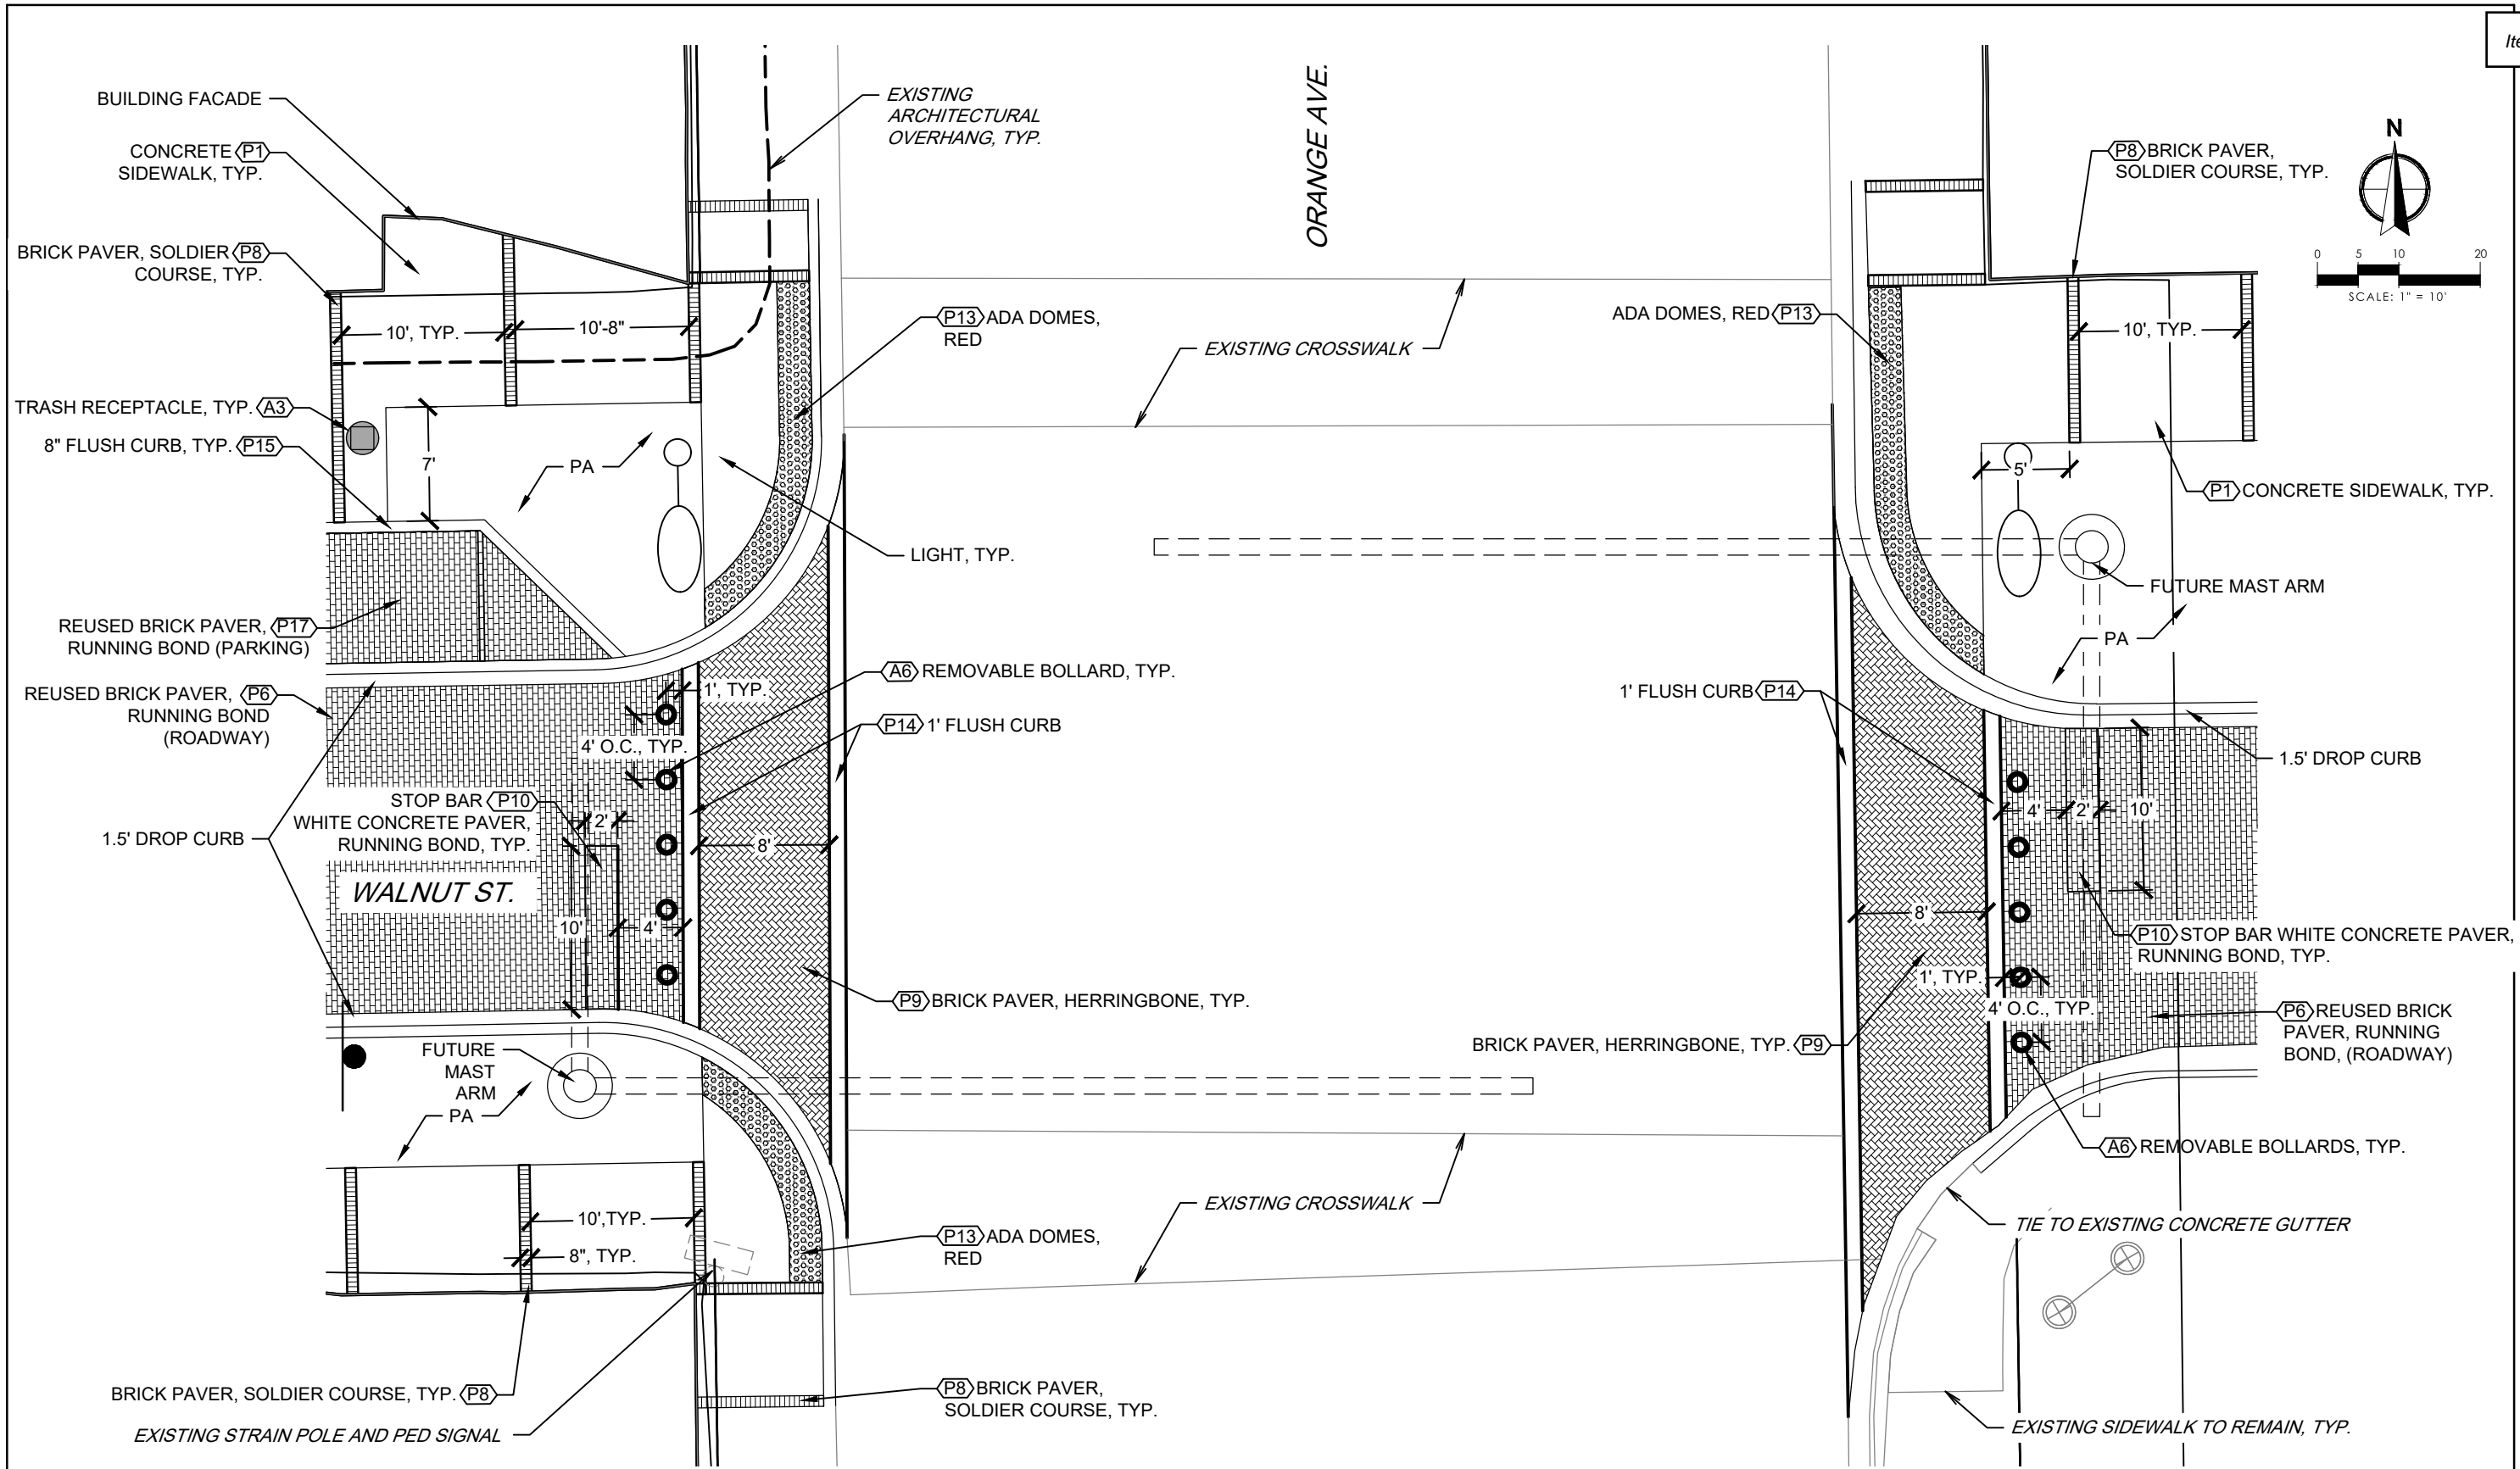 Ite
BUILDING FACADE
CONCRETE P1
SIDEWALK, TYP.
BRICK PAVER, SOLDIER P8
COURSE, TYP.
10', TYP.
10'-8"
TRASH RECEPTACLE, TYP. A3
8" FLUSH CURB, TYP. P15
7'
PA
REUSED BRICK PAVER, P17
RUNNING BOND (PARKING)
REUSED BRICK PAVER, P6
RUNNING BOND
(ROADWAY)
1.5' DROP CURB
STOP BAR P10
WHITE CONCRETE PAVER,
RUNNING BOND, TYP.
2'
WALNUT ST.
10'
4'
1', TYP.
4' O.C., TYP.
8'
FUTURE
MAST
ARM
PA
10',TYP.
8", TYP.
BRICK PAVER, SOLDIER COURSE, TYP. P8
EXISTING STRAIN POLE AND PED SIGNAL
EXISTING
ARCHITECTURAL
OVERHANG, TYP.
P13 ADA DOMES,
RED
LIGHT, TYP.
A6 REMOVABLE BOLLARD, TYP.
P14 1' FLUSH CURB
P9 BRICK PAVER, HERRINGBONE, TYP.
P13 ADA DOMES,
RED
P8 BRICK PAVER,
SOLDIER COURSE, TYP.
ORANGE AVE.
EXISTING CROSSWALK
EXISTING CROSSWALK
ADA DOMES, RED P13
1' FLUSH CURB P14
BRICK PAVER, HERRINGBONE, TYP. P9
P8 BRICK PAVER,
SOLDIER COURSE, TYP.
N
0 5 10 20
SCALE: 1" = 10'
10', TYP.
5'
P1 CONCRETE SIDEWALK, TYP.
FUTURE MAST ARM
PA
1.5' DROP CURB
4'
2'
10'
8'
1', TYP.
4' O.C., TYP.
P10 STOP BAR WHITE CONCRETE PAVER,
RUNNING BOND, TYP.
P6 REUSED BRICK
PAVER, RUNNING
BOND, (ROADWAY)
A6 REMOVABLE BOLLARDS, TYP.
TIE TO EXISTING CONCRETE GUTTER
EXISTING SIDEWALK TO REMAIN, TYP.